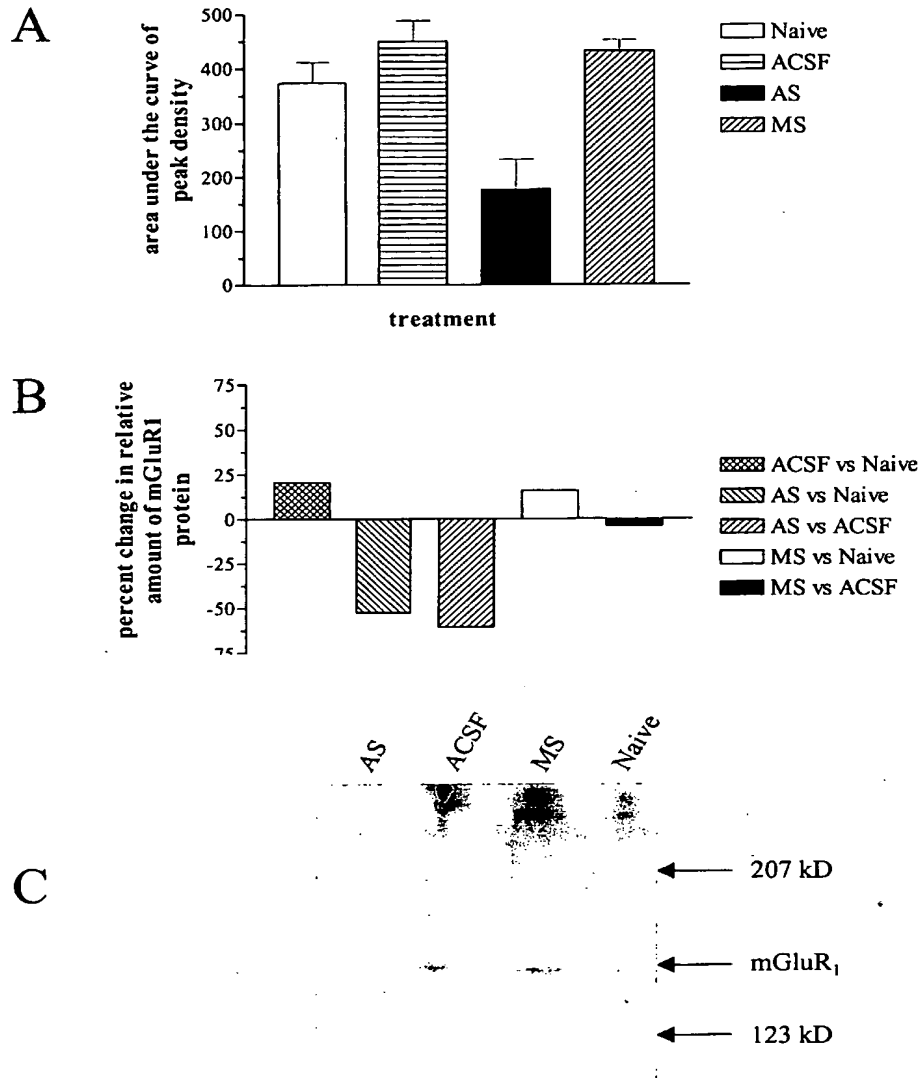 A
500
400
300
200
100
0
area under the curve of
peak density
treatment
Naive
ACSF
AS
MS
B
75
50
25
0
-25
-50
75
percent change in relative
amount of mGluR1
protein
ACSF vs Naive
AS vs Naive
AS vs ACSF
MS vs Naive
MS vs ACSF
C
AS
ACSF
MS
Naive
207 kD
mGluR1
123 kD